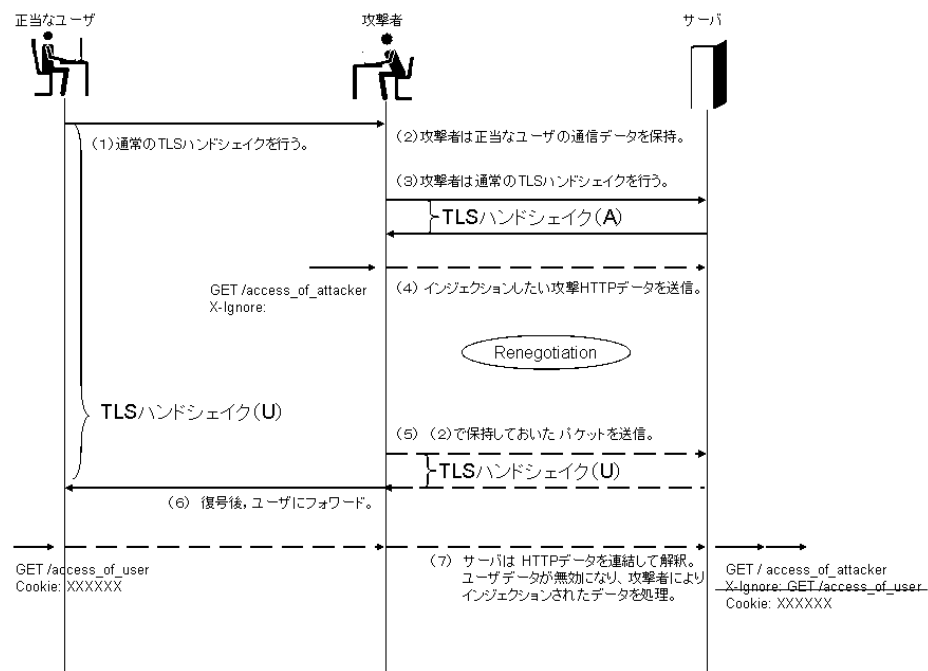 正当なユーザ
攻撃者
サーバ
(1)通常のTLSハンドシェイクを行う。
(2)攻撃者は正当なユーザの通信データを保持。
(3)攻撃者は通常のTLSハンドシェイクを行う。
TLSハンドシェイク(A)
GET /access_of_attacker
X-Ignore:
(4) インジェクションしたい攻撃HTTPデータを送信。
Renegotiation
TLSハンドシェイク(U)
(5) (2)で保持しておいた パケットを送信。
TLSハンドシェイク(U)
(6) 復号後,ユーザにフォワード。
GET /access_of_user
Cookie: XXXXXX
(7) サーバは HTTPデータを連結して解釈。
ユーザデータが無効になり、攻撃者により
インジェクションされたデータを処理。
GET / access_of_attacker
X-Ignore: GET /access_of_user
Cookie: XXXXXX